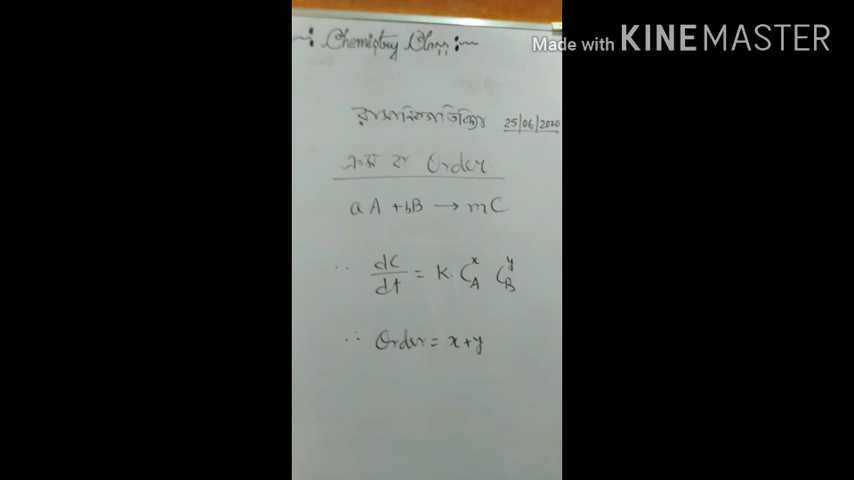 Chemistry Class
Made with KINEMASTER
25/06/2020
ক্রম বা Order
aA + bB → mC
∴ dC/dt = K. C_A^x C_B^y
∴ Order = x + y